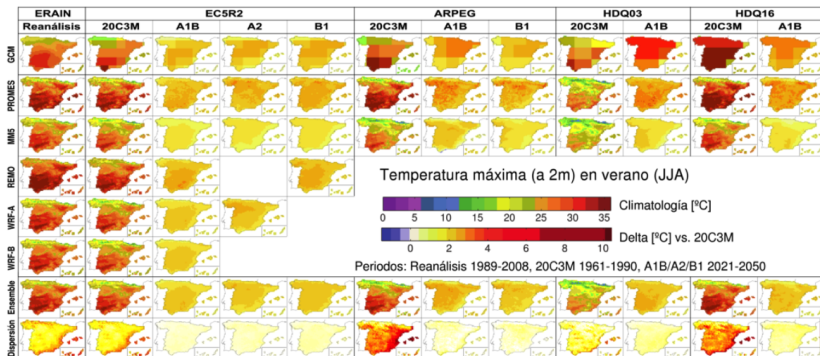 ERAIN EC5R2 ARPEG HDQ03 HDQ16
Reanálisis 20C3M A1B A2 B1 20C3M A1B B1 20C3M A1B 20C3M A1B
GCM
PROMES
MM5
REMO
Temperatura máxima (a 2m) en verano (JJA)
Climatología [ºC]
0 5 10 15 20 25 30 35
WRF-A
Delta [ºC] vs. 20C3M
0 2 4 6 8 10
WRF-B
Periodos: Reanálisis 1989-2008, 20C3M 1961-1990, A1B/A2/B1 2021-2050
Ensemble
Dispersión